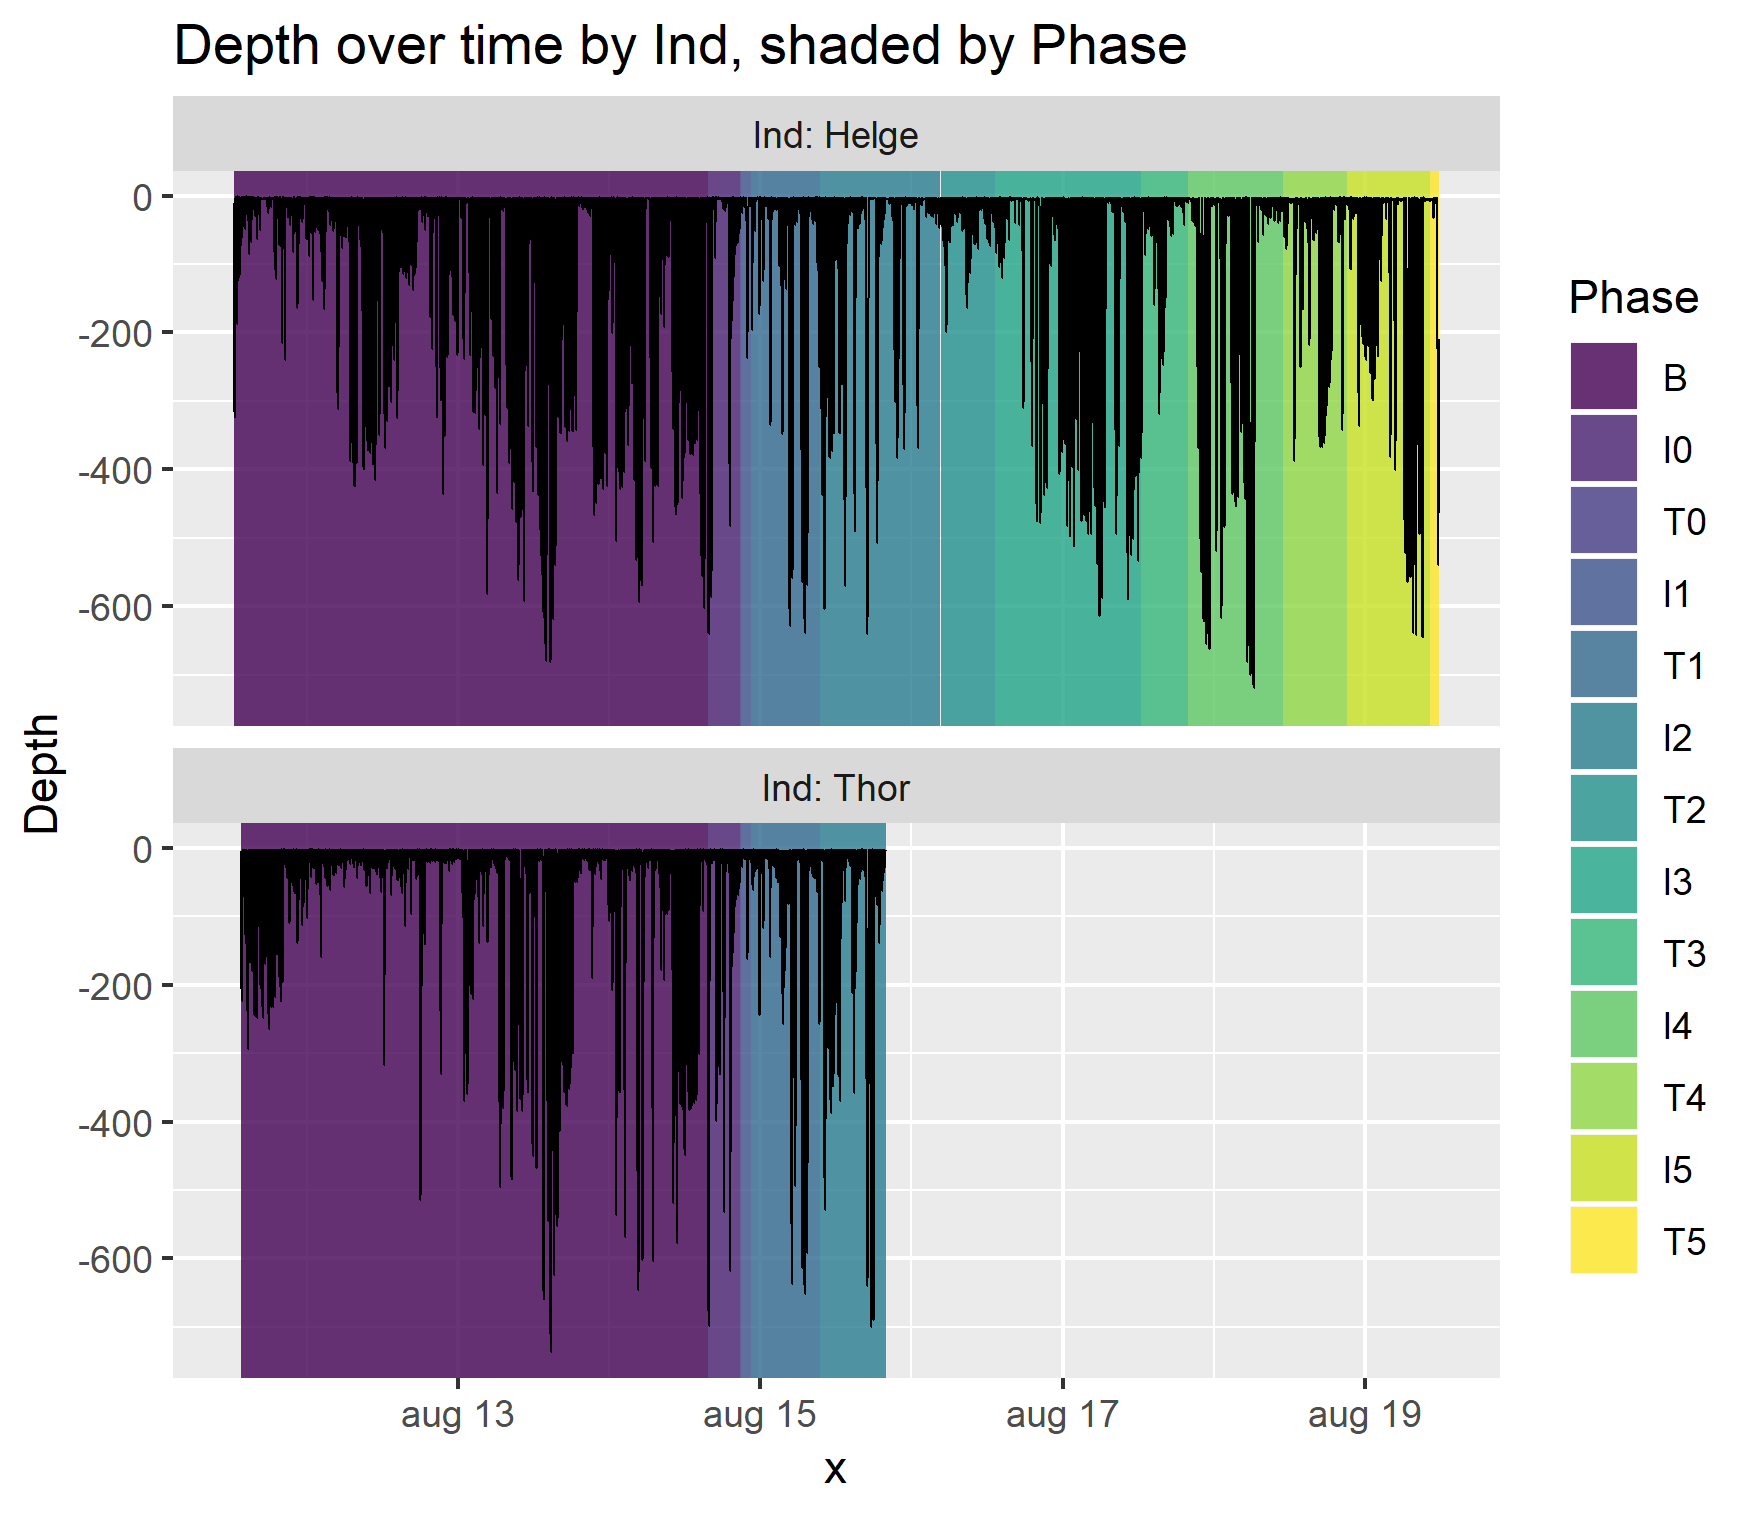 Depth over time by Ind, shaded by Phase
Ind: Helge
0
-200
-400
-600
Ind: Thor
0
-200
-400
-600
Depth
aug 13
aug 15
aug 17
aug 19
x
Phase
B
I0
T0
I1
T1
I2
T2
I3
T3
I4
T4
I5
T5